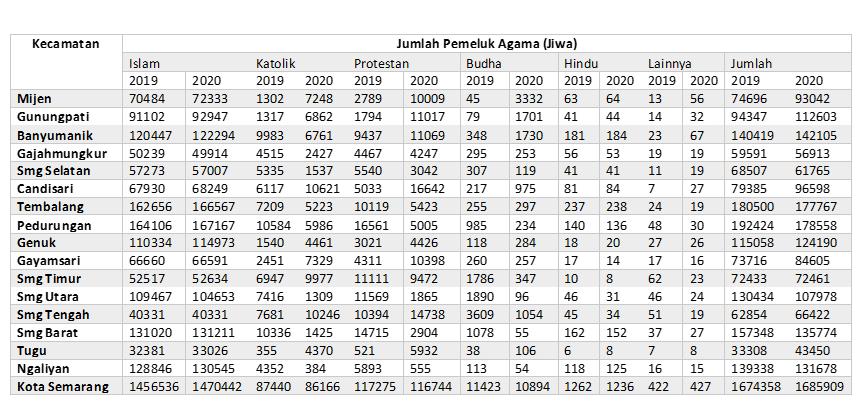 Kecamatan Jumlah Pemeluk Agama (Jiwa)
Islam Katolik Protestan Budha Hindu Lainnya Jumlah
2019 2020 2019 2020 2019 2020 2019 2020 2019 2020 2019 2020 2019 2020
Mijen 70484 72333 1302 7248 2789 10009 45 3332 63 64 13 56 74696 93042
Gunungpati 91102 92947 1317 6862 1794 11017 79 1701 41 44 14 32 94347 112603
Banyumanik 120447 122294 9983 6761 9437 11069 348 1730 181 184 23 67 140419 142105
Gajahmungkur 50239 49914 4515 2427 4467 4247 295 253 56 53 19 19 59591 56913
Smg Selatan 57273 57007 5335 1537 5540 3042 307 119 41 41 11 19 68507 61765
Candisari 67930 68249 6117 10621 5033 16642 217 975 81 84 7 27 79385 96598
Tembalang 162656 166567 7209 5223 10119 5423 255 297 237 238 24 19 180500 177767
Pedurungan 164106 167167 10584 5986 16561 5005 985 234 140 136 48 30 192424 178558
Genuk 110334 114973 1540 4461 3021 4426 118 284 18 20 27 26 115058 124190
Gayamsari 66660 66591 2451 7329 4311 10398 260 257 17 14 17 16 73716 84605
Smg Timur 52517 52634 6947 9977 11111 9472 1786 347 10 8 62 23 72433 72461
Smg Utara 109467 104653 7416 1309 11569 1865 1890 96 46 31 46 24 130434 107978
Smg Tengah 40331 40331 7681 10246 10394 14738 3609 1054 45 34 51 19 62854 66422
Smg Barat 131020 131211 10336 1425 14715 2904 1078 55 162 152 37 27 157348 135774
Tugu 32381 33026 355 4370 521 5932 38 106 6 8 7 8 33308 43450
Ngaliyan 128846 130545 4352 384 5893 555 113 54 118 125 16 15 139338 131678
Kota Semarang 1456536 1470442 87440 86166 117275 116744 11423 10894 1262 1236 422 427 1674358 1685909